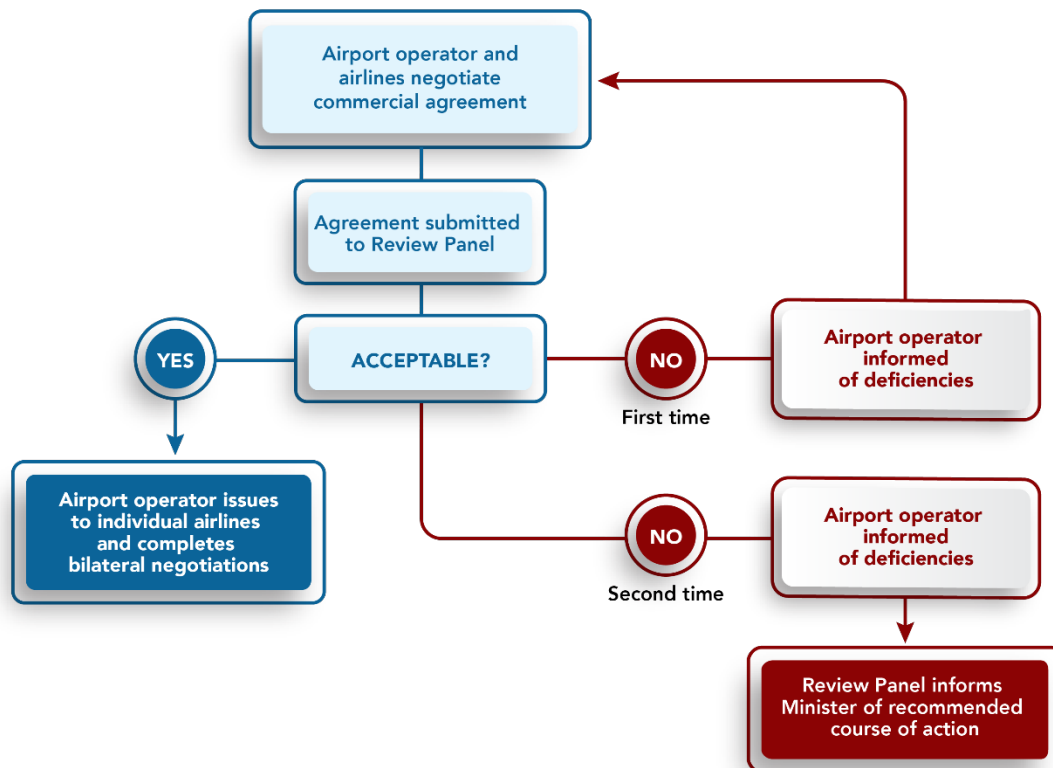 Airport operator and
airlines negotiate
commercial agreement
Agreement submitted
to Review Panel
ACCEPTABLE?
YES
NO
First time
Airport operator
informed
of deficiencies
Airport operator issues
to individual airlines
and completes
bilateral negotiations
NO
Second time
Airport operator
informed
of deficiencies
Review Panel informs
Minister of recommended
course of action